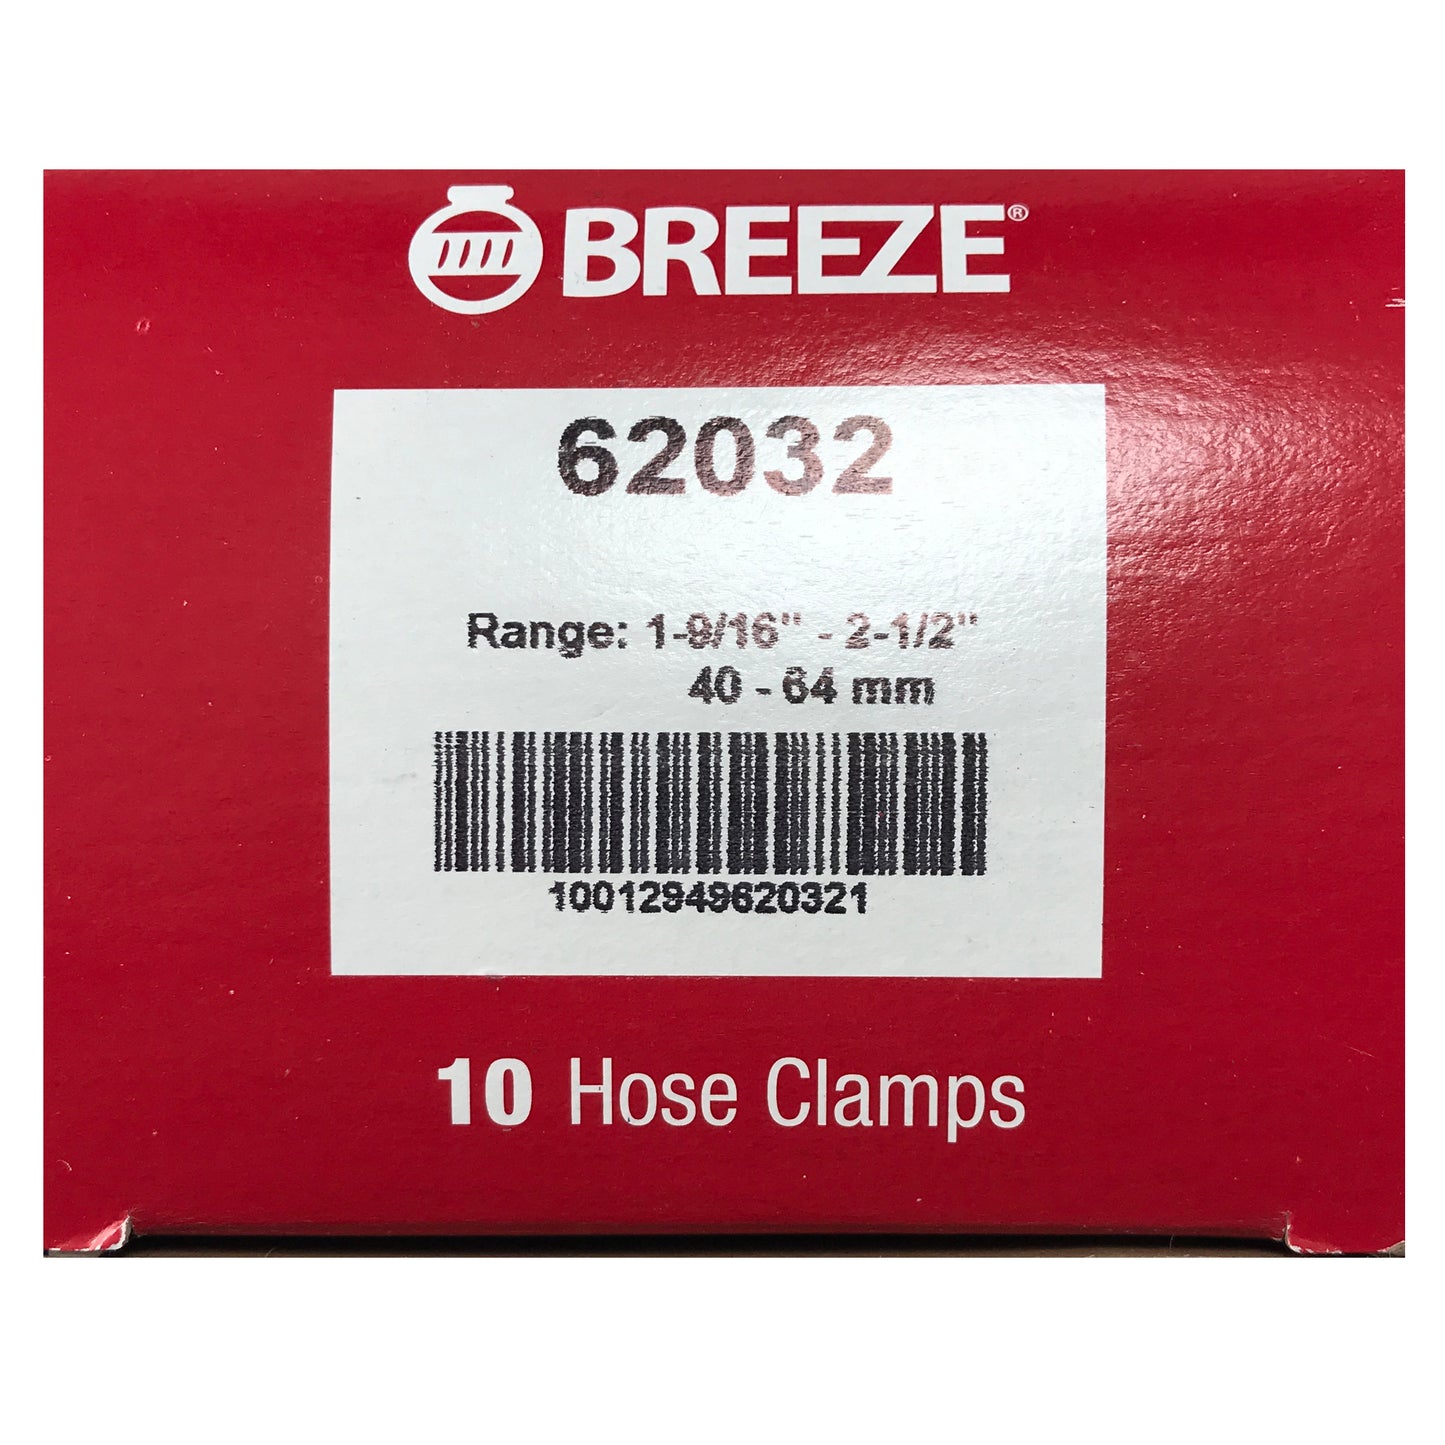 BREEZE®
62032
Range: 1-9/16" - 2-1/2"
40 - 64 mm
10012949620321
10 Hose Clamps